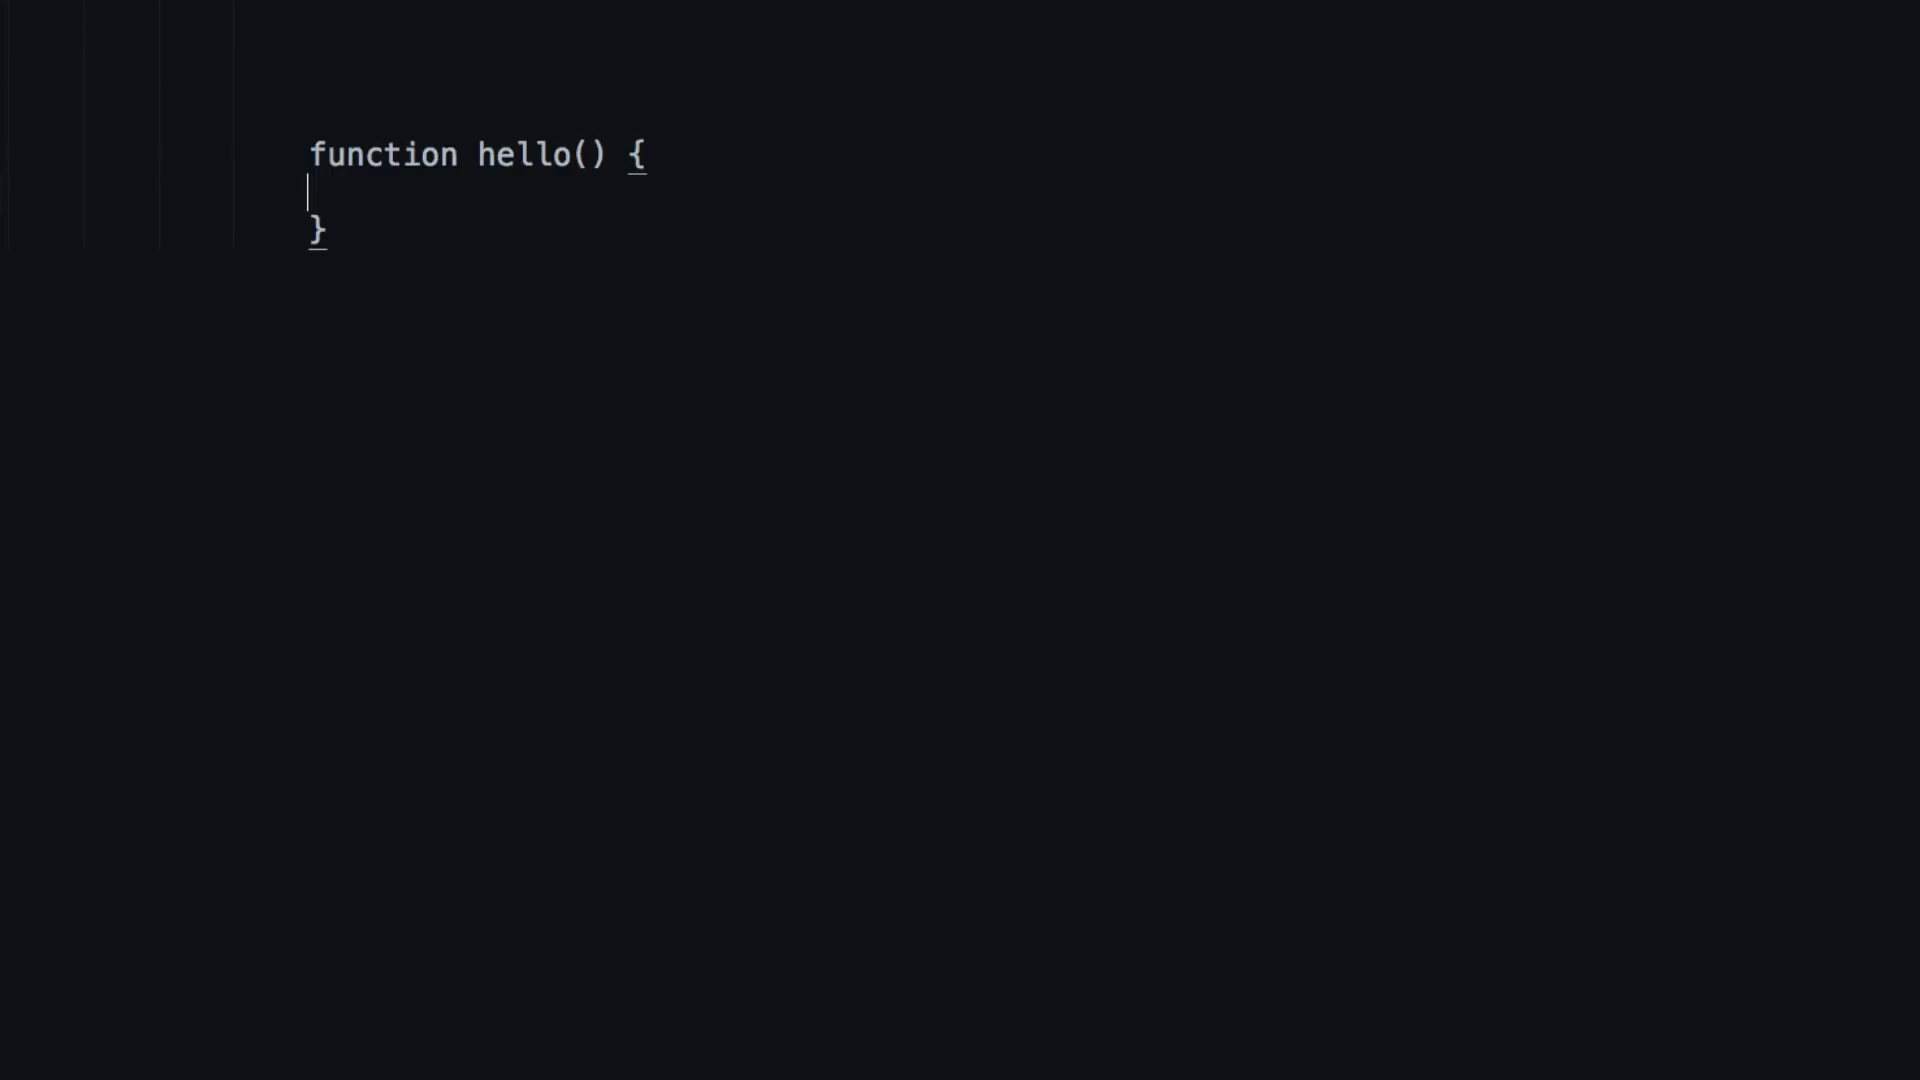 function hello() {
}